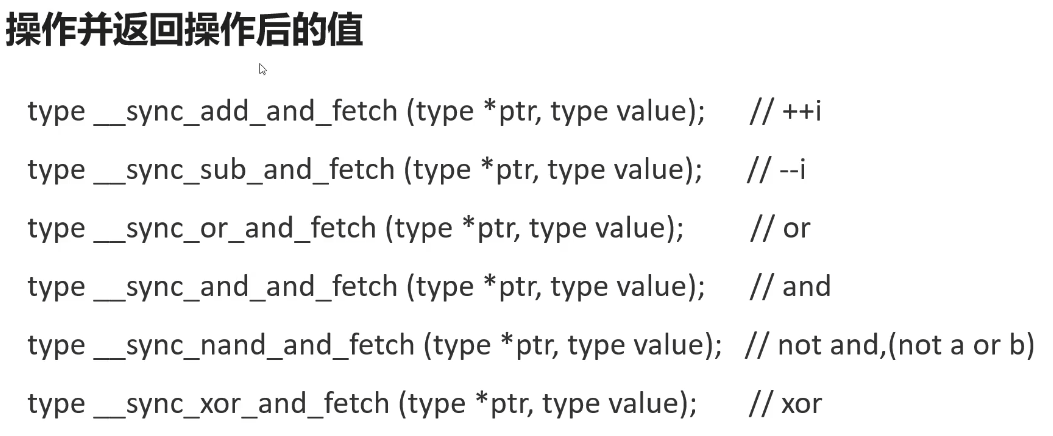 操作并返回操作后的值
type __sync_add_and_fetch (type *ptr, type value); // ++i
type __sync_sub_and_fetch (type *ptr, type value); // --i
type __sync_or_and_fetch (type *ptr, type value); // or
type __sync_and_and_fetch (type *ptr, type value); // and
type __sync_nand_and_fetch (type *ptr, type value); // not and,(not a or b)
type __sync_xor_and_fetch (type *ptr, type value); // xor